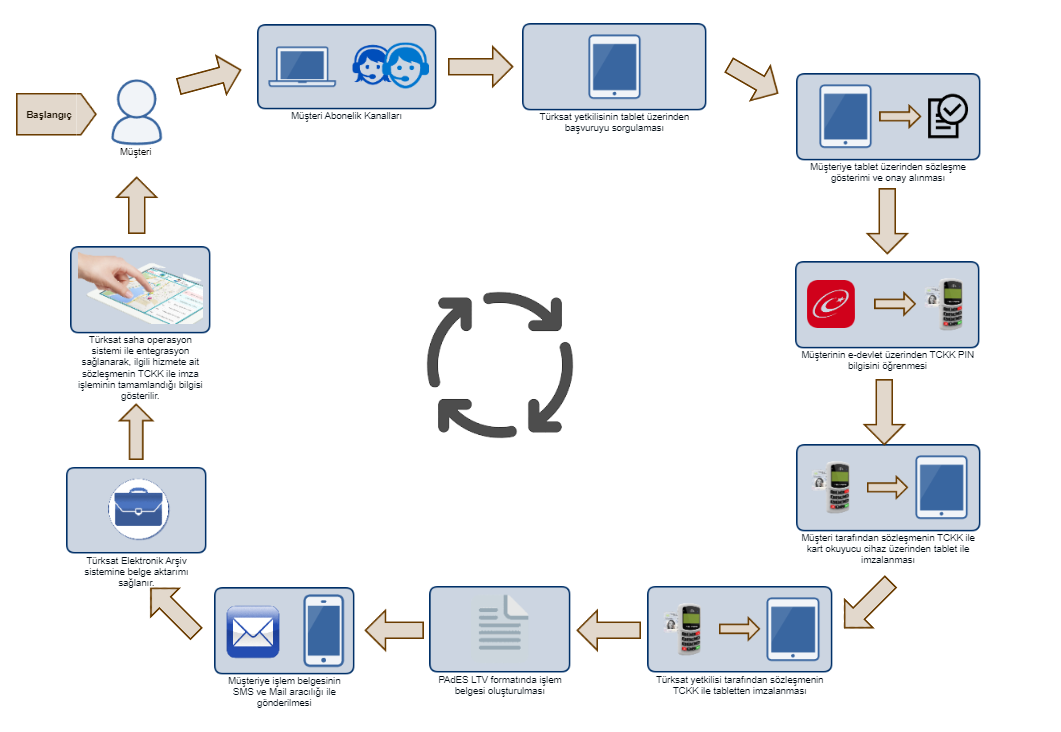 Başlangıç
Müşteri
Müşteri Abonelik Kanalları
Türksat yetkilisinin tablet üzerinden
başvuruyu sorgulaması
Müşteriye tablet üzerinden sözleşme
gösterimi ve onay alınması
Müşterinin e-devlet üzerinden TCKK PIN
bilgisini öğrenmesi
Müşteri tarafından sözleşmenin TCKK ile
kart okuyucu cihaz üzerinden tablet ile
imzalanması
Türksat yetkilisi tarafından sözleşmenin
TCKK ile tabletten imzalanması
PAdES LTV formatında işlem
belgesi oluşturulması
Müşteriye işlem belgesinin
SMS ve Mail aracılığı ile
gönderilmesi
Türksat Elektronik Arşiv
sistemine belge aktarımı
sağlanır.
Türksat saha operasyon
sistemi ile entegrasyon
sağlanarak, ilgili hizmete ait
sözleşmenin TCKK ile imza
işleminin tamamlandığı bilgisi
gösterilir.